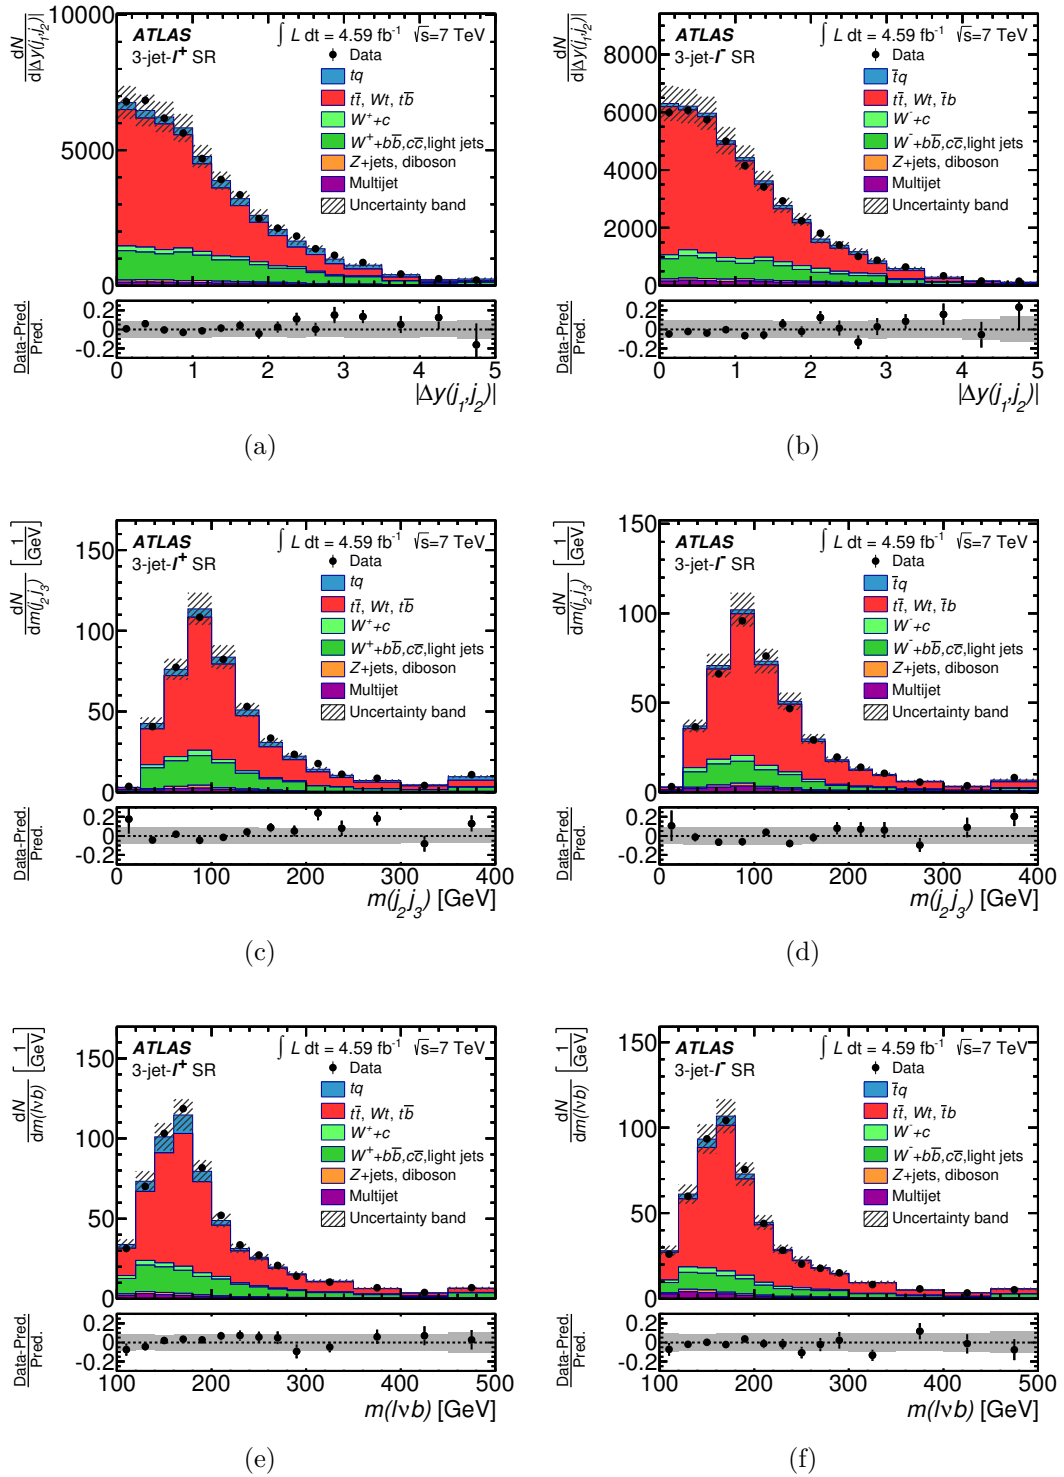 ATLAS ∫ L dt = 4.59 fb⁻¹ √s=7 TeV
3-jet-l⁺ SR
Data
tq
tt̄, Wt, tb̄
W⁺+c
W⁺+bb̄,cc̄,light jets
Z+jets, diboson
Multijet
Uncertainty band
dN/d|Δy(j₁,j₂)|
10000
5000
0
Data-Pred./Pred.
0.2
0
-0.2
0 1 2 3 4 5
|Δy(j₁,j₂)|
(a)
ATLAS ∫ L dt = 4.59 fb⁻¹ √s=7 TeV
3-jet-l⁻ SR
Data
t̄q
tt̄, Wt, t̄b
W⁻+c
W⁻+bb̄,cc̄,light jets
Z+jets, diboson
Multijet
Uncertainty band
dN/d|Δy(j₁,j₂)|
8000
6000
4000
2000
0
Data-Pred./Pred.
0.2
0
-0.2
0 1 2 3 4 5
|Δy(j₁,j₂)|
(b)
ATLAS ∫ L dt = 4.59 fb⁻¹ √s=7 TeV
3-jet-l⁺ SR
Data
tq
tt̄, Wt, tb̄
W⁺+c
W⁺+bb̄,cc̄,light jets
Z+jets, diboson
Multijet
Uncertainty band
dN/dm(j₂j₃) [1/GeV]
150
100
50
0
Data-Pred./Pred.
0.2
0
-0.2
0 100 200 300 400
m(j₂j₃) [GeV]
(c)
ATLAS ∫ L dt = 4.59 fb⁻¹ √s=7 TeV
3-jet-l⁻ SR
Data
t̄q
tt̄, Wt, t̄b
W⁻+c
W⁻+bb̄,cc̄,light jets
Z+jets, diboson
Multijet
Uncertainty band
dN/dm(j₂j₃) [1/GeV]
150
100
50
0
Data-Pred./Pred.
0.2
0
-0.2
0 100 200 300 400
m(j₂j₃) [GeV]
(d)
ATLAS ∫ L dt = 4.59 fb⁻¹ √s=7 TeV
3-jet-l⁺ SR
Data
tq
tt̄, Wt, tb̄
W⁺+c
W⁺+bb̄,cc̄,light jets
Z+jets, diboson
Multijet
Uncertainty band
dN/dm(lνb) [1/GeV]
150
100
50
0
Data-Pred./Pred.
0.2
0
-0.2
100 200 300 400 500
m(lνb) [GeV]
(e)
ATLAS ∫ L dt = 4.59 fb⁻¹ √s=7 TeV
3-jet-l⁻ SR
Data
t̄q
tt̄, Wt, t̄b
W⁻+c
W⁻+bb̄,cc̄,light jets
Z+jets, diboson
Multijet
Uncertainty band
dN/dm(lνb) [1/GeV]
150
100
50
0
Data-Pred./Pred.
0.2
0
-0.2
100 200 300 400 500
m(lνb) [GeV]
(f)